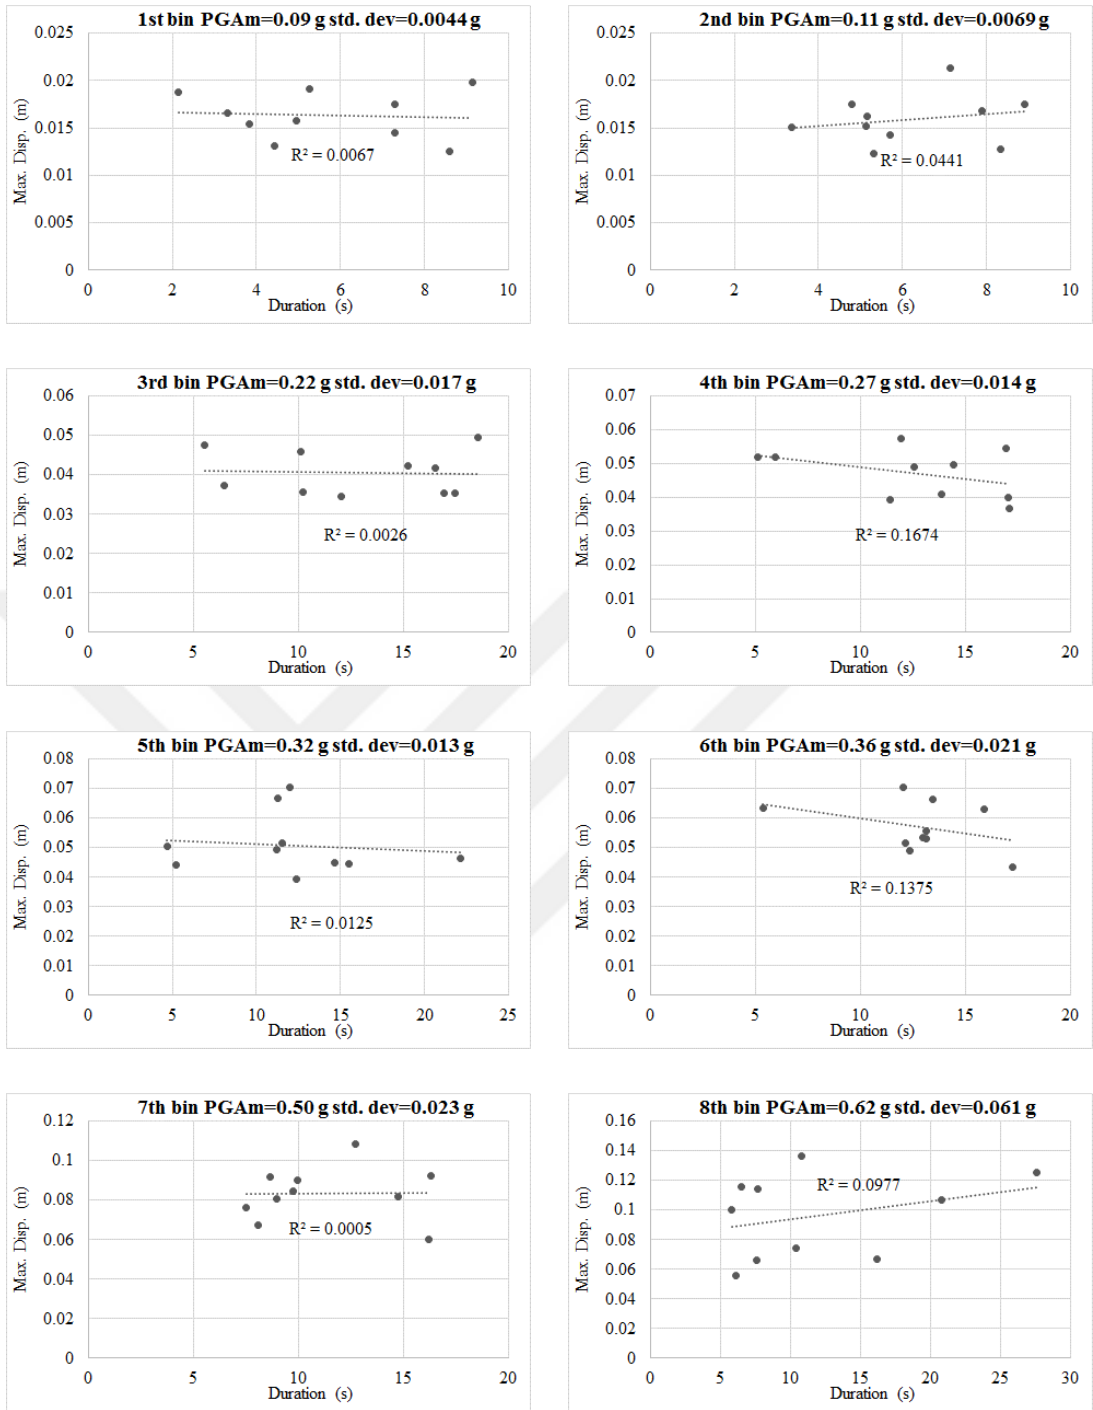 1st bin PGAm=0.09 g std. dev=0.0044 g
0.025
0.02
0.015
0.01
0.005
0
Max. Disp. (m)
R² = 0.0067
0 2 4 6 8 10
Duration (s)
2nd bin PGAm=0.11 g std. dev=0.0069 g
0.025
0.02
0.015
0.01
0.005
0
Max. Disp. (m)
R² = 0.0441
0 2 4 6 8 10
Duration (s)
3rd bin PGAm=0.22 g std. dev=0.017 g
0.06
0.05
0.04
0.03
0.02
0.01
0
Max. Disp. (m)
R² = 0.0026
0 5 10 15 20
Duration (s)
4th bin PGAm=0.27 g std. dev=0.014 g
0.07
0.06
0.05
0.04
0.03
0.02
0.01
0
Max. Disp. (m)
R² = 0.1674
0 5 10 15 20
Duration (s)
5th bin PGAm=0.32 g std. dev=0.013 g
0.08
0.07
0.06
0.05
0.04
0.03
0.02
0.01
0
Max. Disp. (m)
R² = 0.0125
0 5 10 15 20 25
Duration (s)
6th bin PGAm=0.36 g std. dev=0.021 g
0.08
0.07
0.06
0.05
0.04
0.03
0.02
0.01
0
Max. Disp. (m)
R² = 0.1375
0 5 10 15 20
Duration (s)
7th bin PGAm=0.50 g std. dev=0.023 g
0.12
0.1
0.08
0.06
0.04
0.02
0
Max. Disp. (m)
R² = 0.0005
0 5 10 15 20
Duration (s)
8th bin PGAm=0.62 g std. dev=0.061 g
0.16
0.14
0.12
0.1
0.08
0.06
0.04
0.02
0
Max. Disp. (m)
R² = 0.0977
0 5 10 15 20 25 30
Duration (s)